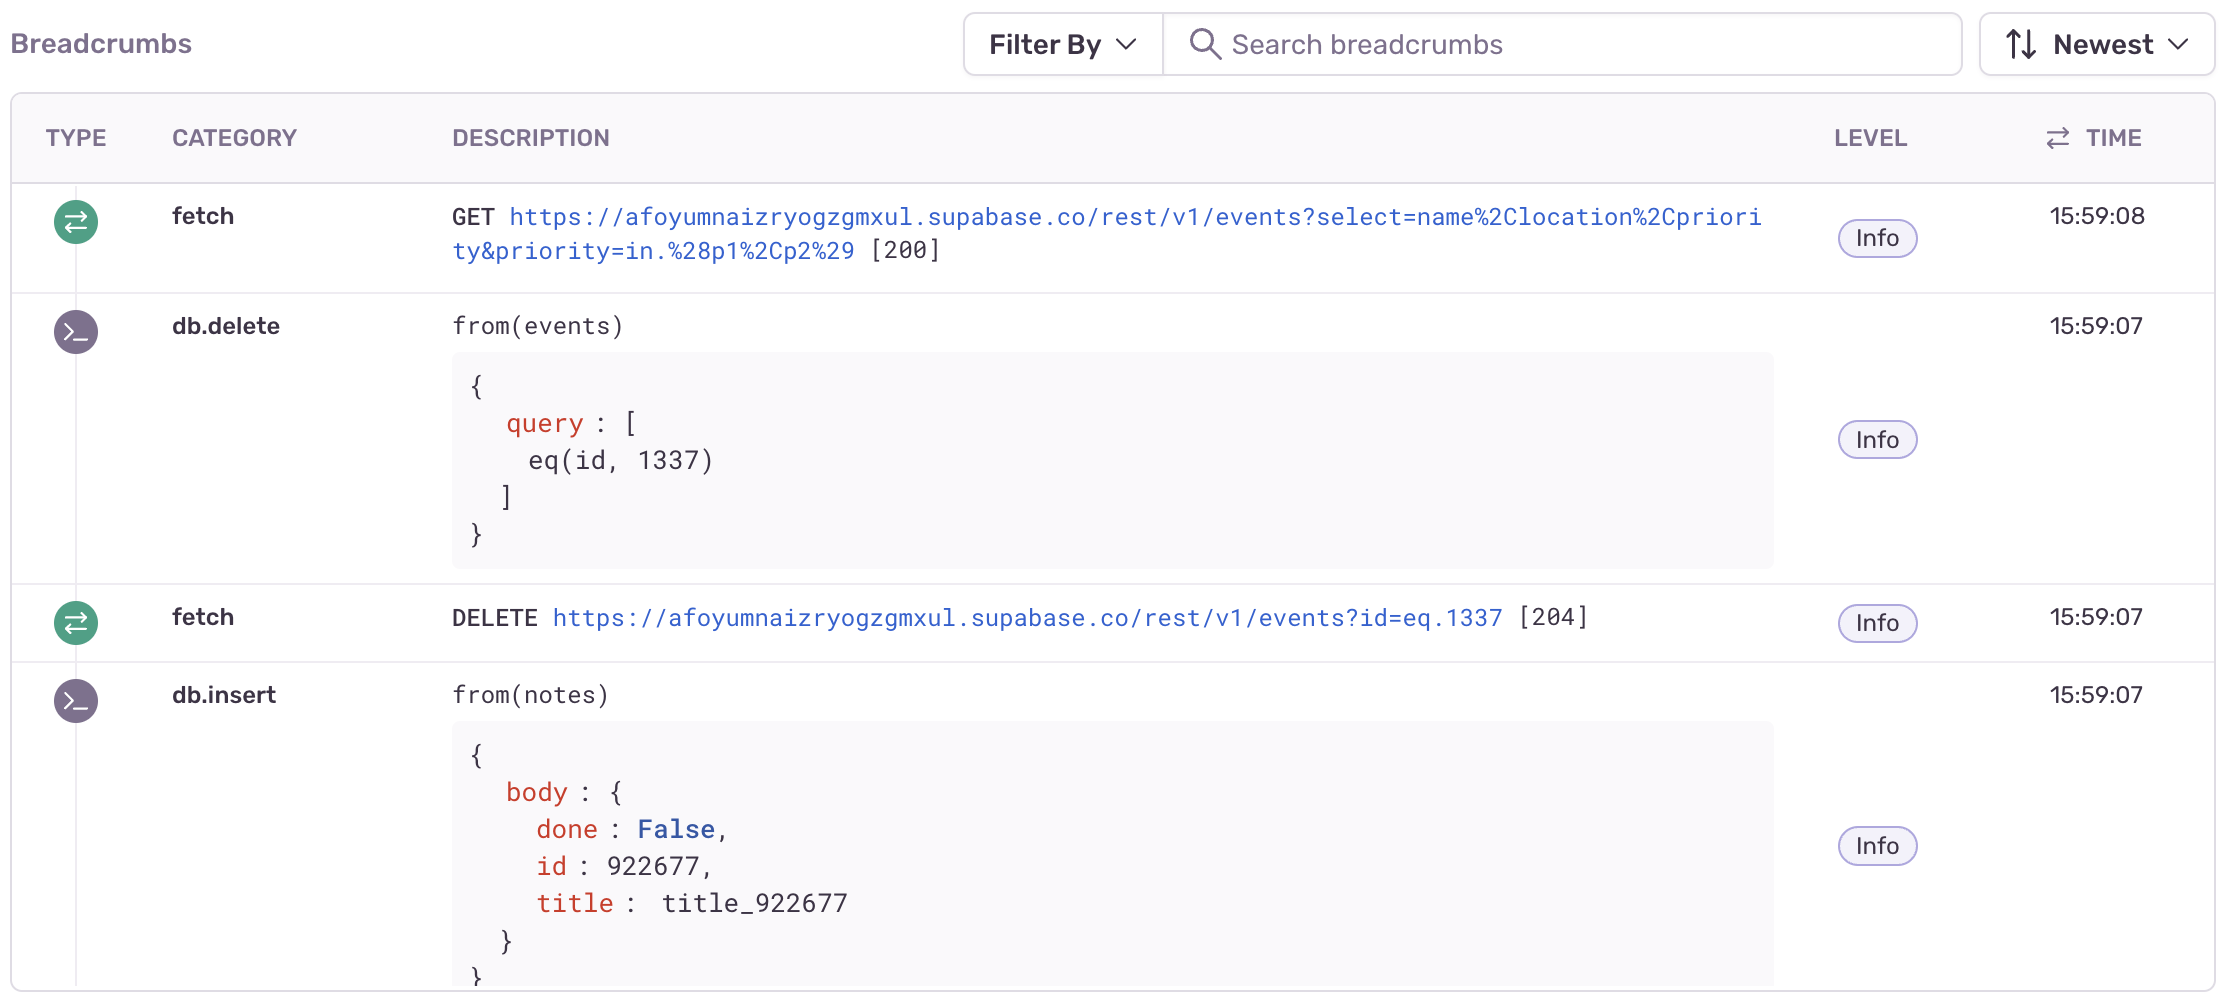 Breadcrumbs
Filter By
Search breadcrumbs
Newest
TYPE CATEGORY DESCRIPTION LEVEL TIME
fetch
GET https://afoyumnaizryogzgmxul.supabase.co/rest/v1/events?select=name%2Clocation%2Cpriori
ty&priority=in.%28p1%2Cp2%29 [200]
Info
15:59:08
db.delete
from(events)
{
query : [
eq(id, 1337)
]
}
Info
15:59:07
fetch
DELETE https://afoyumnaizryogzgmxul.supabase.co/rest/v1/events?id=eq.1337 [204]
Info
15:59:07
db.insert
from(notes)
{
body : {
done : False,
id : 922677,
title : title_922677
}
}
Info
15:59:07